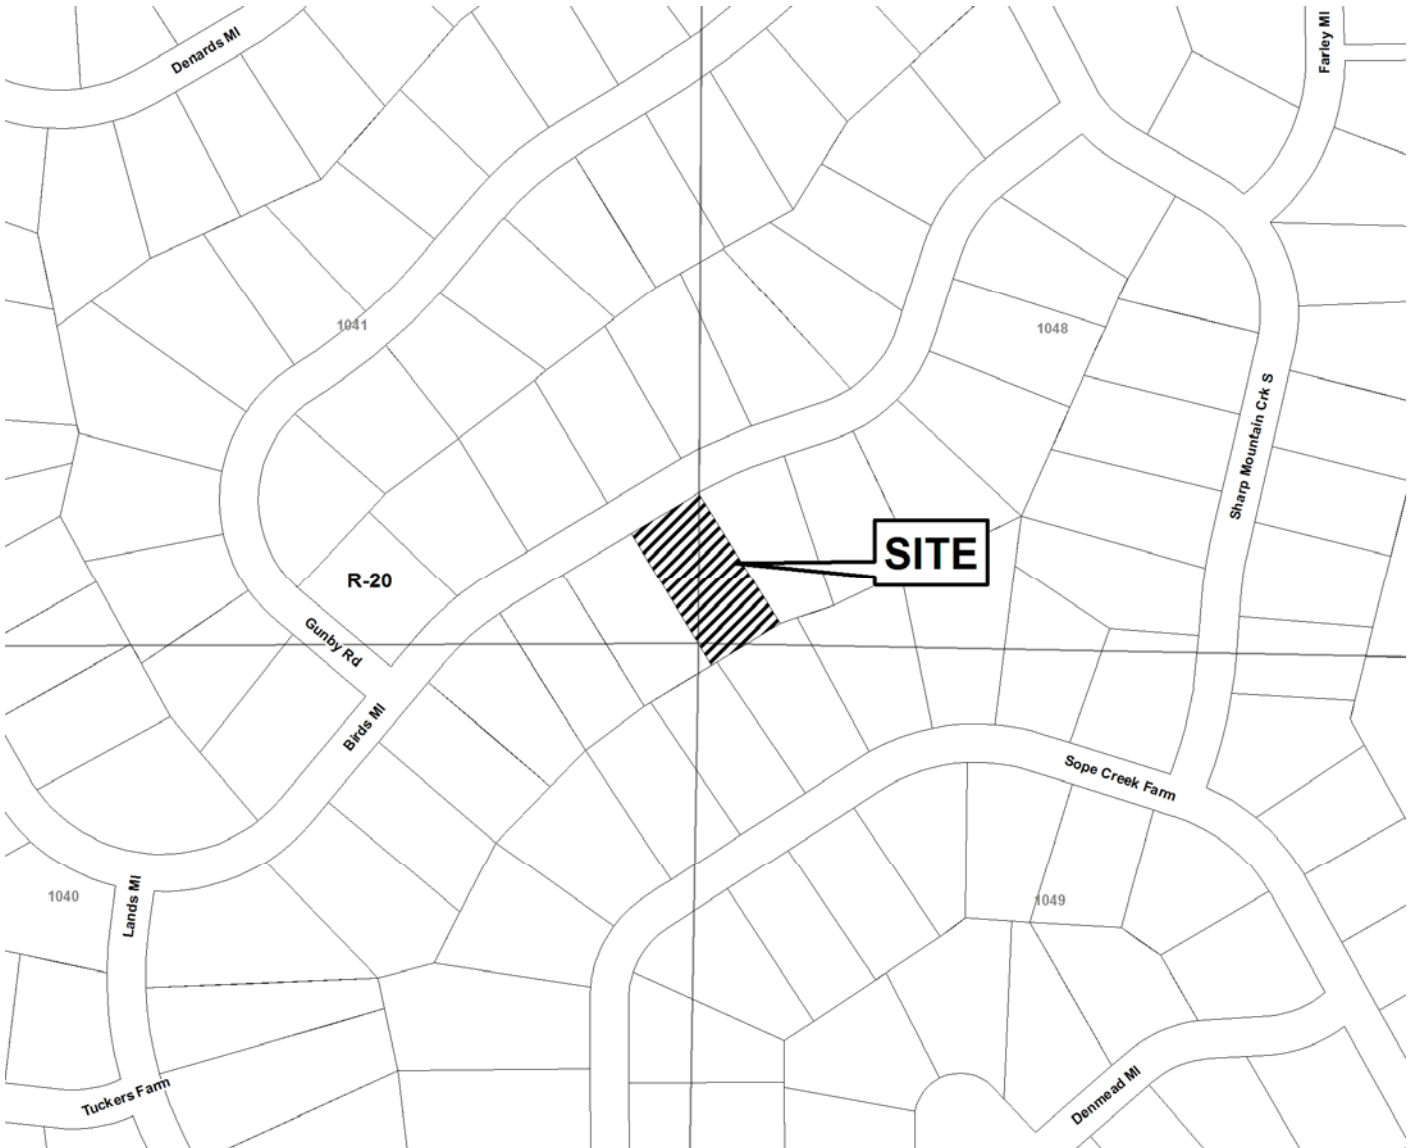 Denards Ml
Farley Ml
1041
1048
Sharp Mountain Crk S
SITE
R-20
Gunby Rd
Birds Ml
Sope Creek Farm
1040
Lands Ml
1049
Tuckers Farm
Denmead Ml